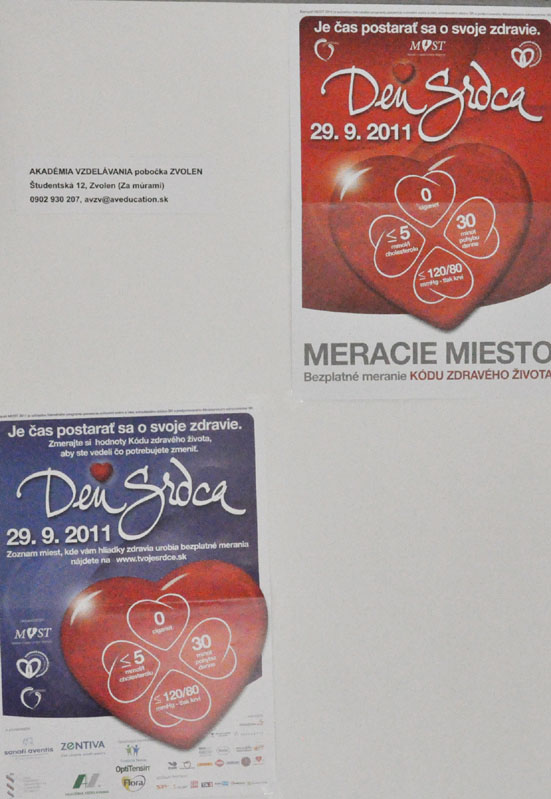 AKADÉMIA VZDELÁVANIA pobočka ZVOLEN
Študentská 12, Zvolen (Za múrami)
0902 930 207, avzv@aveducation.sk
Je čas postarať sa o svoje zdravie.
MOST
Deň Srdca
29. 9. 2011
0
cigariet
≤ 5
mmol/l
cholesterolu
30
minút
pohybu
denne
≤ 120/80
mmHg - tlak krvi
MERACIE MIESTO
Bezplatné meranie KÓDU ZDRAVÉHO ŽIVOTA
Je čas postarať sa o svoje zdravie.
Zmerajte si hodnoty Kódu zdravého života,
aby ste vedeli čo potrebujete zmeniť.
Deň Srdca
29. 9. 2011
Zoznam miest, kde vám hliadky zdravia urobia bezplatné merania
nájdete na www.tvojesrdce.sk
MOST
0
cigariet
≤ 5
mmol/l
cholesterolu
30
minút
pohybu
denne
≤ 120/80
mmHg - tlak krvi
sanofi aventis
ZENTIVA
OptiTensin
Flora